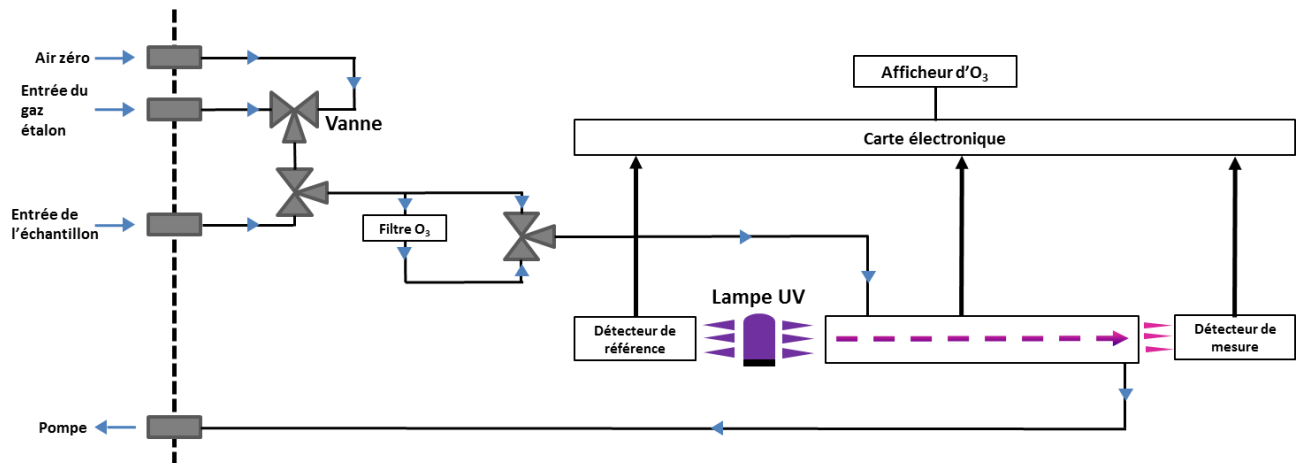 Air zéro
Entrée du
gaz
étalon
Vanne
Entrée de
l'échantillon
Filtre O₃
Afficheur d'O₃
Carte électronique
Lampe UV
Détecteur de
référence
Détecteur de
mesure
Pompe